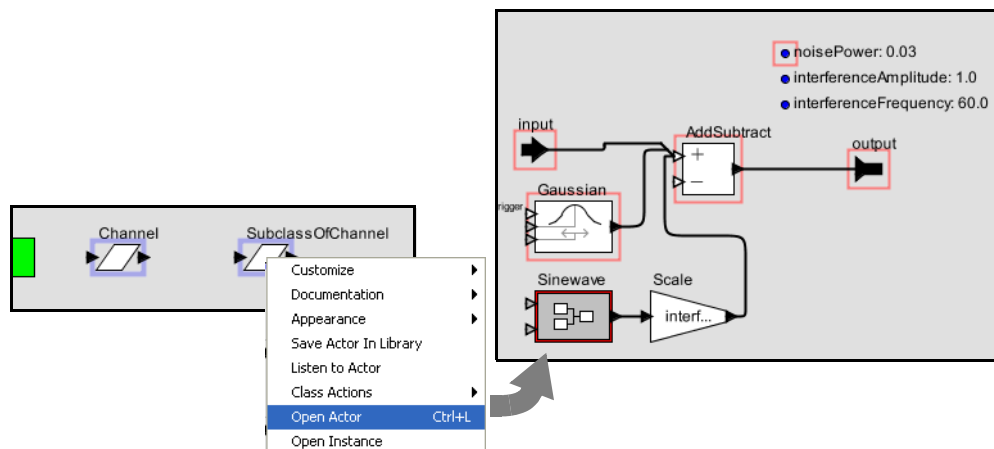 noisePower: 0.03
interferenceAmplitude: 1.0
interferenceFrequency: 60.0
input
AddSubtract
output
Gaussian
rigger
Sinewave
Scale
interf...
Channel
SubclassOfChannel
Customize
Documentation
Appearance
Save Actor In Library
Listen to Actor
Class Actions
Open Actor Ctrl+L
Open Instance